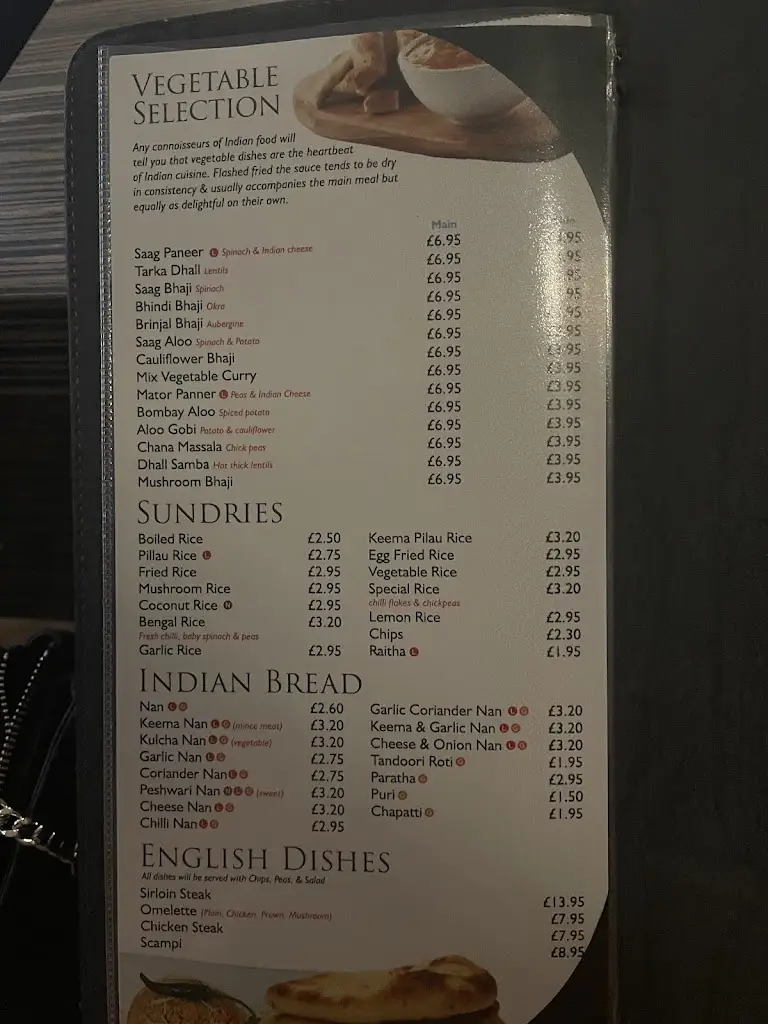 VEGETABLE
SELECTION
Any connoisseurs of Indian food will
tell you that vegetable dishes are the heartbeat
of Indian cuisine. Flashed fried the sauce tends to be dry
in consistency & usually accompanies the main meal but
equally as delightful on their own.
Main
Saag Paneer L Spinach & Indian cheese £6.95 .95
Tarka Dhall Lentils £6.95 .95
Saag Bhaji Spinach £6.95 .95
Bhindi Bhaji Okra £6.95 95
Brinjal Bhaji Aubergine £6.95 .95
Saag Aloo Spinach & Potato £6.95 .95
Cauliflower Bhaji £6.95 £3.95
Mix Vegetable Curry £6.95 £3.95
Mator Panner L Peas & Indian Cheese £6.95 £3.95
Bombay Aloo Spiced potato £6.95 £3.95
Aloo Gobi Potato & cauliflower £6.95 £3.95
Chana Massala Chick peas £6.95 £3.95
Dhall Samba Hot thick lentils £6.95 £3.95
Mushroom Bhaji £6.95 £3.95
SUNDRIES
Boiled Rice £2.50
Pillau Rice L £2.75
Fried Rice £2.95
Mushroom Rice £2.95
Coconut Rice N £2.95
Bengal Rice £3.20
Fresh chilli, baby spinach & peas
Garlic Rice £2.95
Keema Pilau Rice £3.20
Egg Fried Rice £2.95
Vegetable Rice £2.95
Special Rice £3.20
chilli flakes & chickpeas
Lemon Rice £2.95
Chips £2.30
Raitha L £1.95
INDIAN BREAD
Nan L G £2.60
Keema Nan L G (mince meat) £3.20
Kulcha Nan L G (vegetable) £3.20
Garlic Nan L G £2.75
Coriander Nan L G £2.75
Peshwari Nan N L G (sweet) £3.20
Cheese Nan L G £3.20
Chilli Nan L G £2.95
Garlic Coriander Nan L G £3.20
Keema & Garlic Nan L G £3.20
Cheese & Onion Nan L G £3.20
Tandoori Roti G £1.95
Paratha G £2.95
Puri G £1.50
Chapatti G £1.95
ENGLISH DISHES
All dishes will be served with Chips, Peas, & Salad
Sirloin Steak £13.95
Omelette (Plain, Chicken, Prawn, Mushroom) £7.95
Chicken Steak £7.95
Scampi £8.95